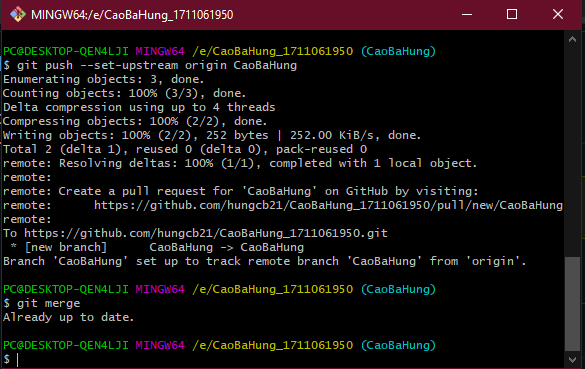 MINGW64:/e/CaoBaHung_1711061950
PC@DESKTOP-QEN4LJI MINGW64 /e/CaoBaHung_1711061950 (CaoBaHung)
$ git push --set-upstream origin CaoBaHung
Enumerating objects: 3, done.
Counting objects: 100% (3/3), done.
Delta compression using up to 4 threads
Compressing objects: 100% (2/2), done.
Writing objects: 100% (2/2), 252 bytes | 252.00 KiB/s, done.
Total 2 (delta 1), reused 0 (delta 0), pack-reused 0
remote: Resolving deltas: 100% (1/1), completed with 1 local object.
remote:
remote: Create a pull request for 'CaoBaHung' on GitHub by visiting:
remote:      https://github.com/hungcb21/CaoBaHung_1711061950/pull/new/CaoBaHung
remote:
To https://github.com/hungcb21/CaoBaHung_1711061950.git
 * [new branch]      CaoBaHung -> CaoBaHung
Branch 'CaoBaHung' set up to track remote branch 'CaoBaHung' from 'origin'.
PC@DESKTOP-QEN4LJI MINGW64 /e/CaoBaHung_1711061950 (CaoBaHung)
$ git merge
Already up to date.
PC@DESKTOP-QEN4LJI MINGW64 /e/CaoBaHung_1711061950 (CaoBaHung)
$